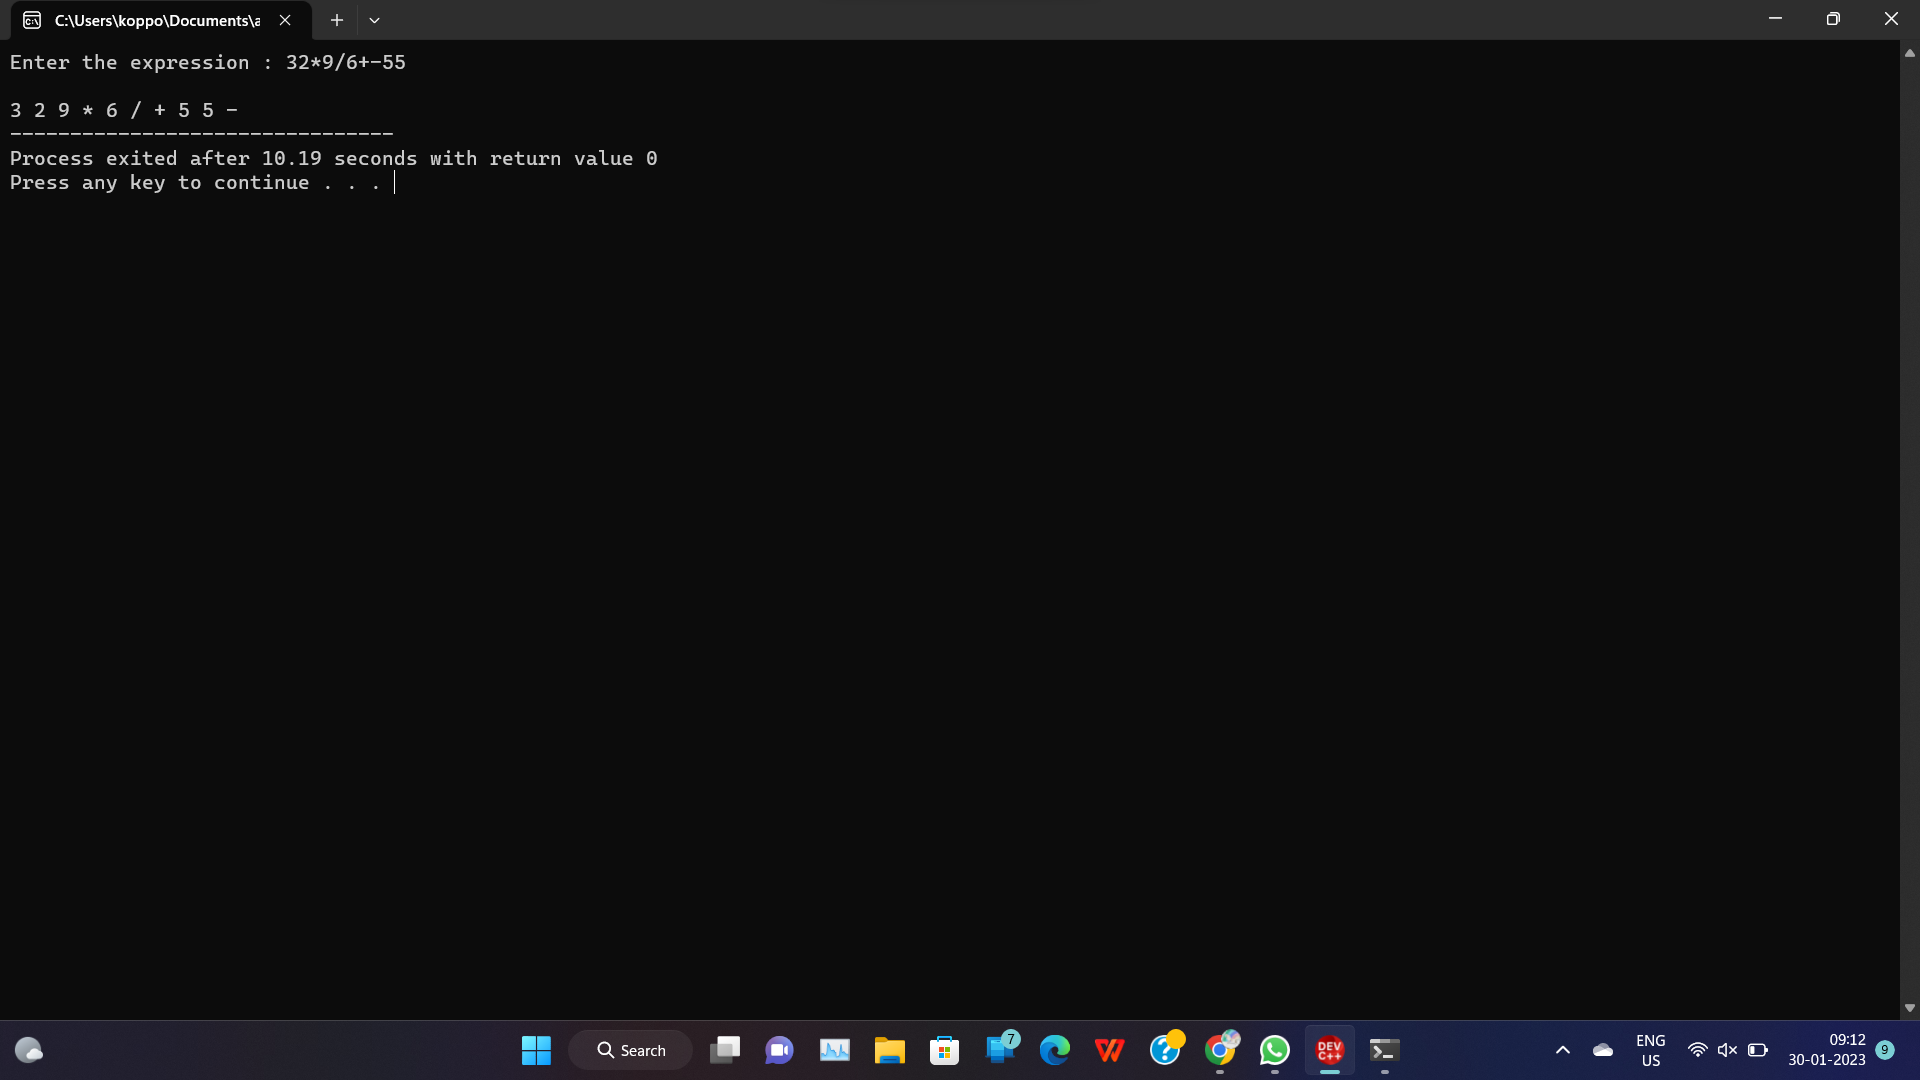 C:\Users\koppo\Documents\a
Enter the expression : 32*9/6+-55
3 2 9 * 6 / + 5 5 -
--------------------------------
Process exited after 10.19 seconds with return value 0
Press any key to continue . . .
Search
7
DEV
C++
ENG
US
09:12
30-01-2023
9